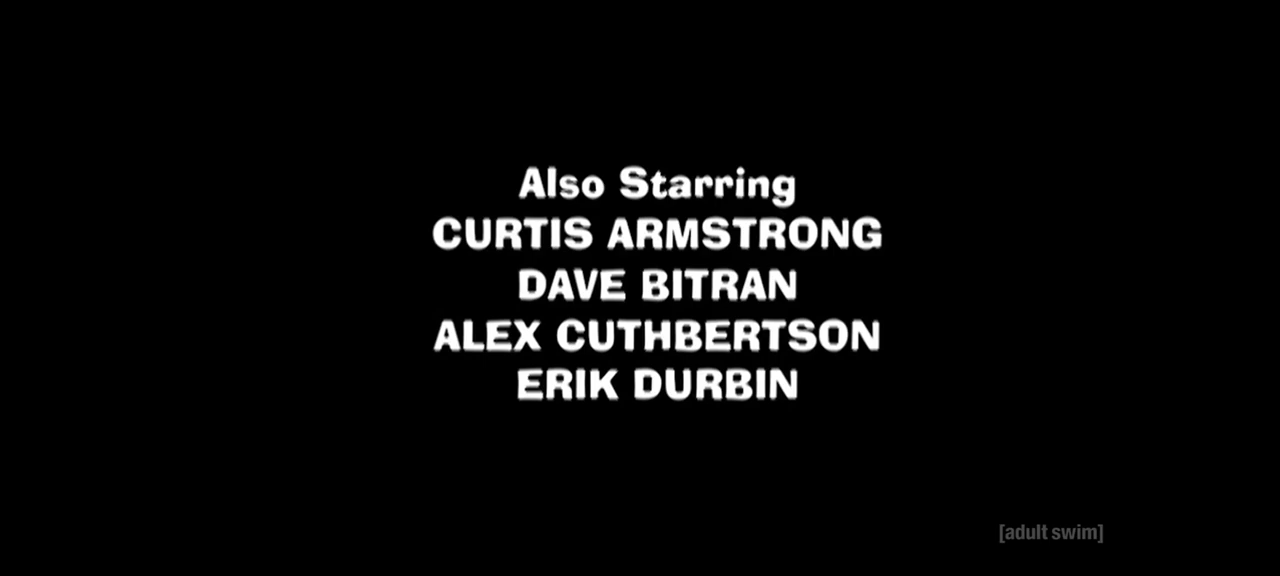 Also Starring
CURTIS ARMSTRONG
DAVE BITRAN
ALEX CUTHBERTSON
ERIK DURBIN
[adult swim]